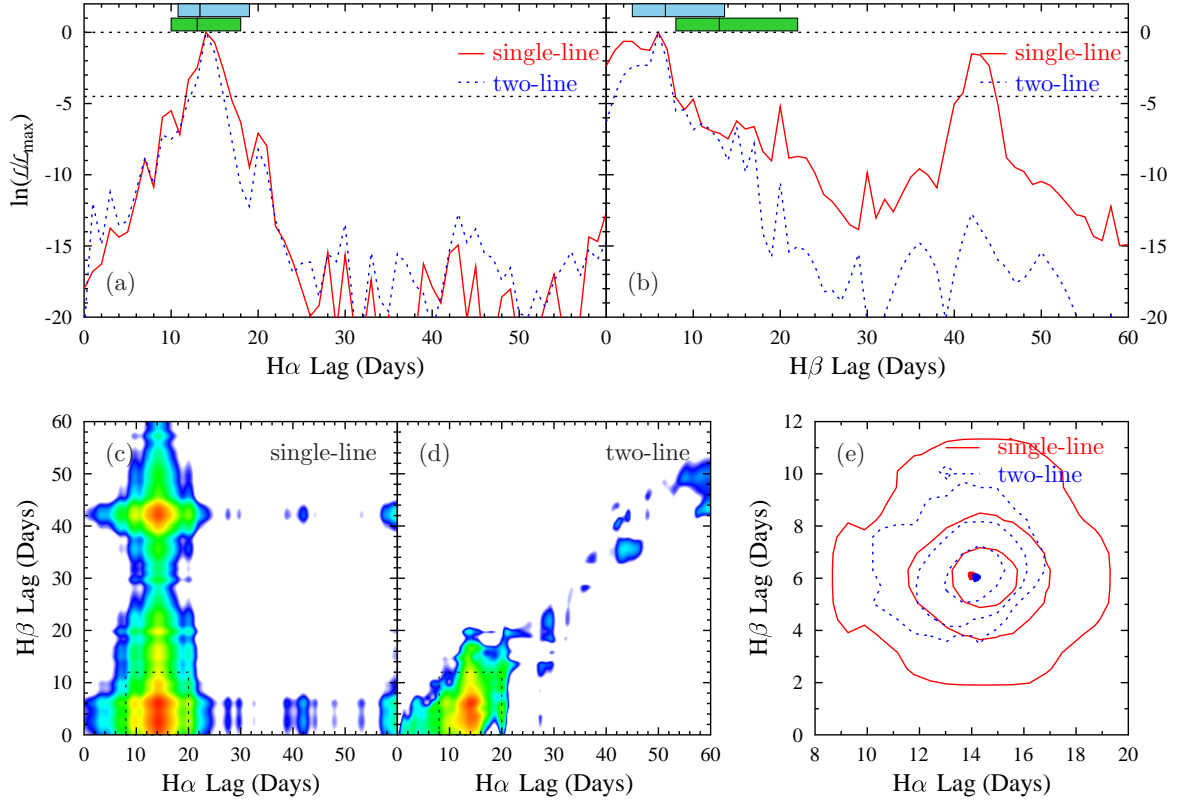 0
-5
-10
-15
-20
ln(ℒ/ℒmax)
single-line
two-line
(a)
0 10 20 30 40 50
Hα Lag (Days)
single-line
two-line
(b)
0
-5
-10
-15
-20
0 10 20 30 40 50 60
Hβ Lag (Days)
60
50
40
30
20
10
0
Hβ Lag (Days)
(c) single-line
0 10 20 30 40 50
Hα Lag (Days)
(d) two-line
0 10 20 30 40 50 60
Hα Lag (Days)
12
10
8
6
4
2
0
Hβ Lag (Days)
single-line
two-line
(e)
8 10 12 14 16 18 20
Hα Lag (Days)